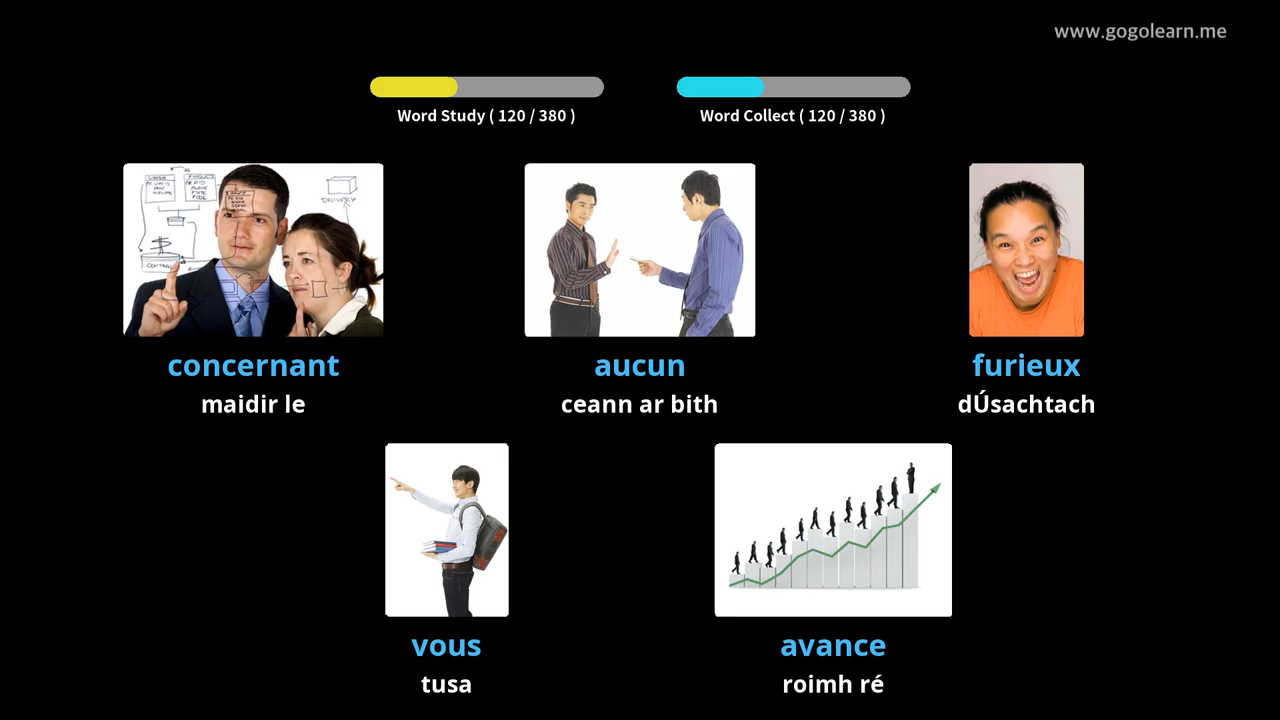 www.gogolearn.me
Word Study ( 120 / 380 )
Word Collect ( 120 / 380 )
DELIVERY
concernant
maidir le
aucun
ceann ar bith
furieux
dÚsachtach
vous
tusa
avance
roimh ré